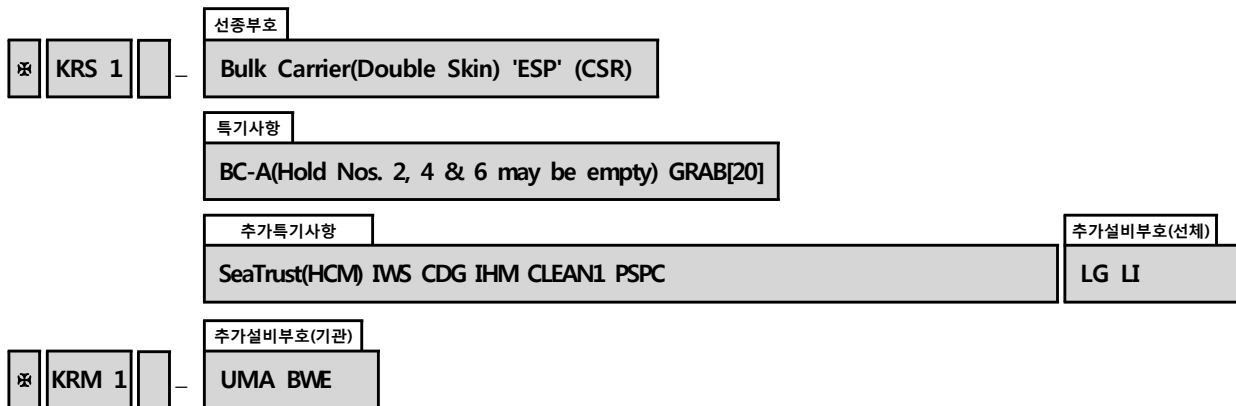 선종부호
✠ KRS 1 – Bulk Carrier(Double Skin) 'ESP' (CSR)
특기사항
BC-A(Hold Nos. 2, 4 & 6 may be empty) GRAB[20]
추가특기사항 추가설비부호(선체)
SeaTrust(HCM) IWS CDG IHM CLEAN1 PSPC LG LI
추가설비부호(기관)
✠ KRM 1 – UMA BWE